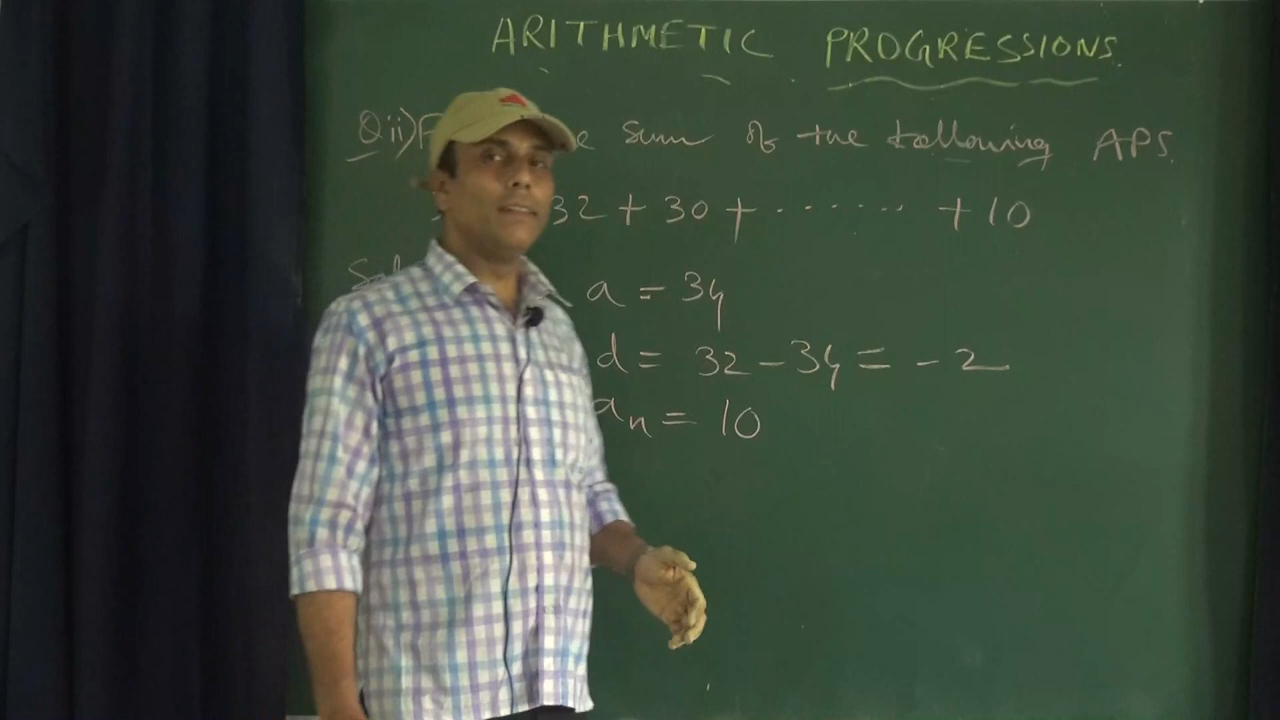 ARITHMETIC PROGRESSIONS.
Qii) sum of the following APS.
32 + 30 + ........ + 10
a = 34
d = 32 - 34 = - 2
an = 10